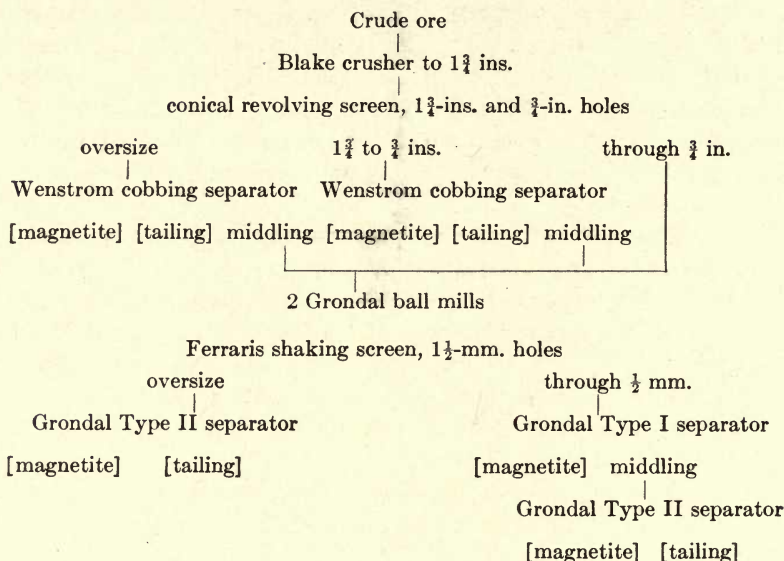 Crude ore
Blake crusher to 1¾ ins.
conical revolving screen, 1¾-ins. and ¾-in. holes
oversize 1¾ to ¾ ins. through ¾ in.
Wenstrom cobbing separator Wenstrom cobbing separator
[magnetite] [tailing] middling [magnetite] [tailing] middling
2 Grondal ball mills
Ferraris shaking screen, 1½-mm. holes
oversize through ½ mm.
Grondal Type II separator Grondal Type I separator
[magnetite] [tailing] [magnetite] middling
Grondal Type II separator
[magnetite] [tailing]